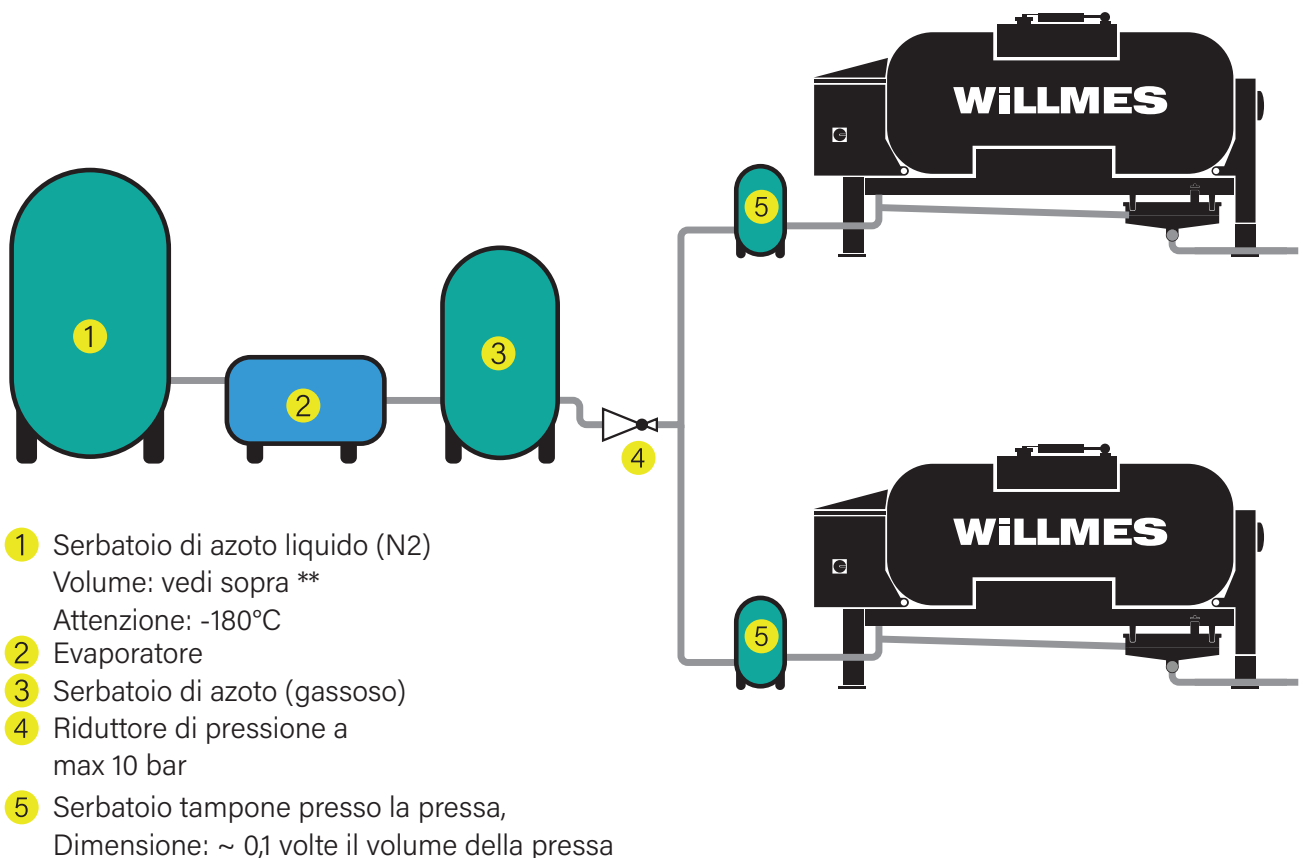 WiLLMES
5
1
3
2
4
WiLLMES
5
1 Serbatoio di azoto liquido (N2)
Volume: vedi sopra **
Attenzione: -180°C
2 Evaporatore
3 Serbatoio di azoto (gassoso)
4 Riduttore di pressione a
max 10 bar
5 Serbatoio tampone presso la pressa,
Dimensione: ~ 0,1 volte il volume della pressa